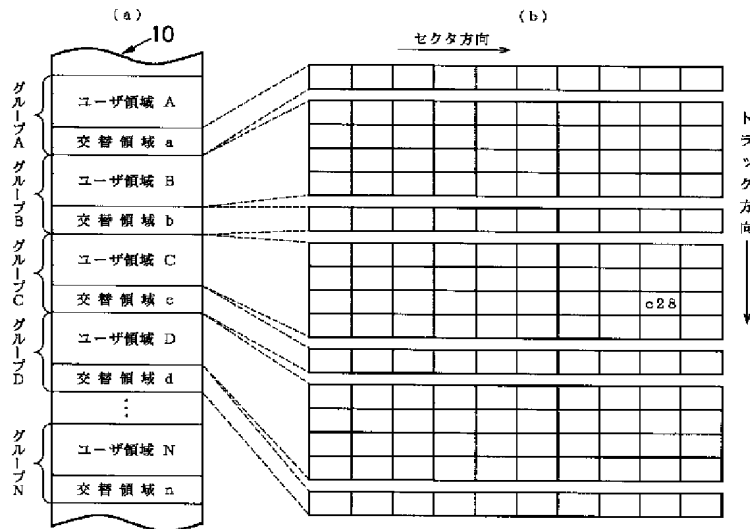 (a)
10
グループA
ユーザ領域 A
交替領域 a
グループB
ユーザ領域 B
交替領域 b
グループC
ユーザ領域 C
交替領域 c
グループD
ユーザ領域 D
交替領域 d
⋮
グループN
ユーザ領域 N
交替領域 n
(b)
セクタ方向
トラック方向
c28